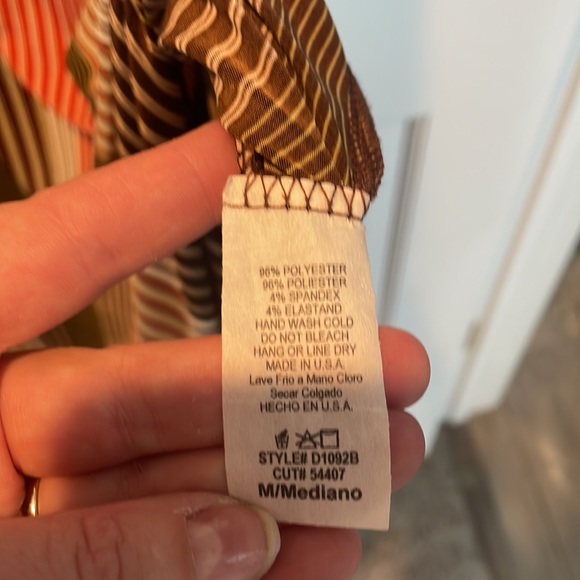 96% POLYESTER
96% POLIESTER
4% SPANDEX
4% ELASTAND
HAND WASH COLD
DO NOT BLEACH
HANG OR LINE DRY
MADE IN U.S.A.
Lave Frio a Mano Cloro
Secar Colgado
HECHO EN U.S.A.
STYLE# D1092B
CUT# 54407
M/Mediano